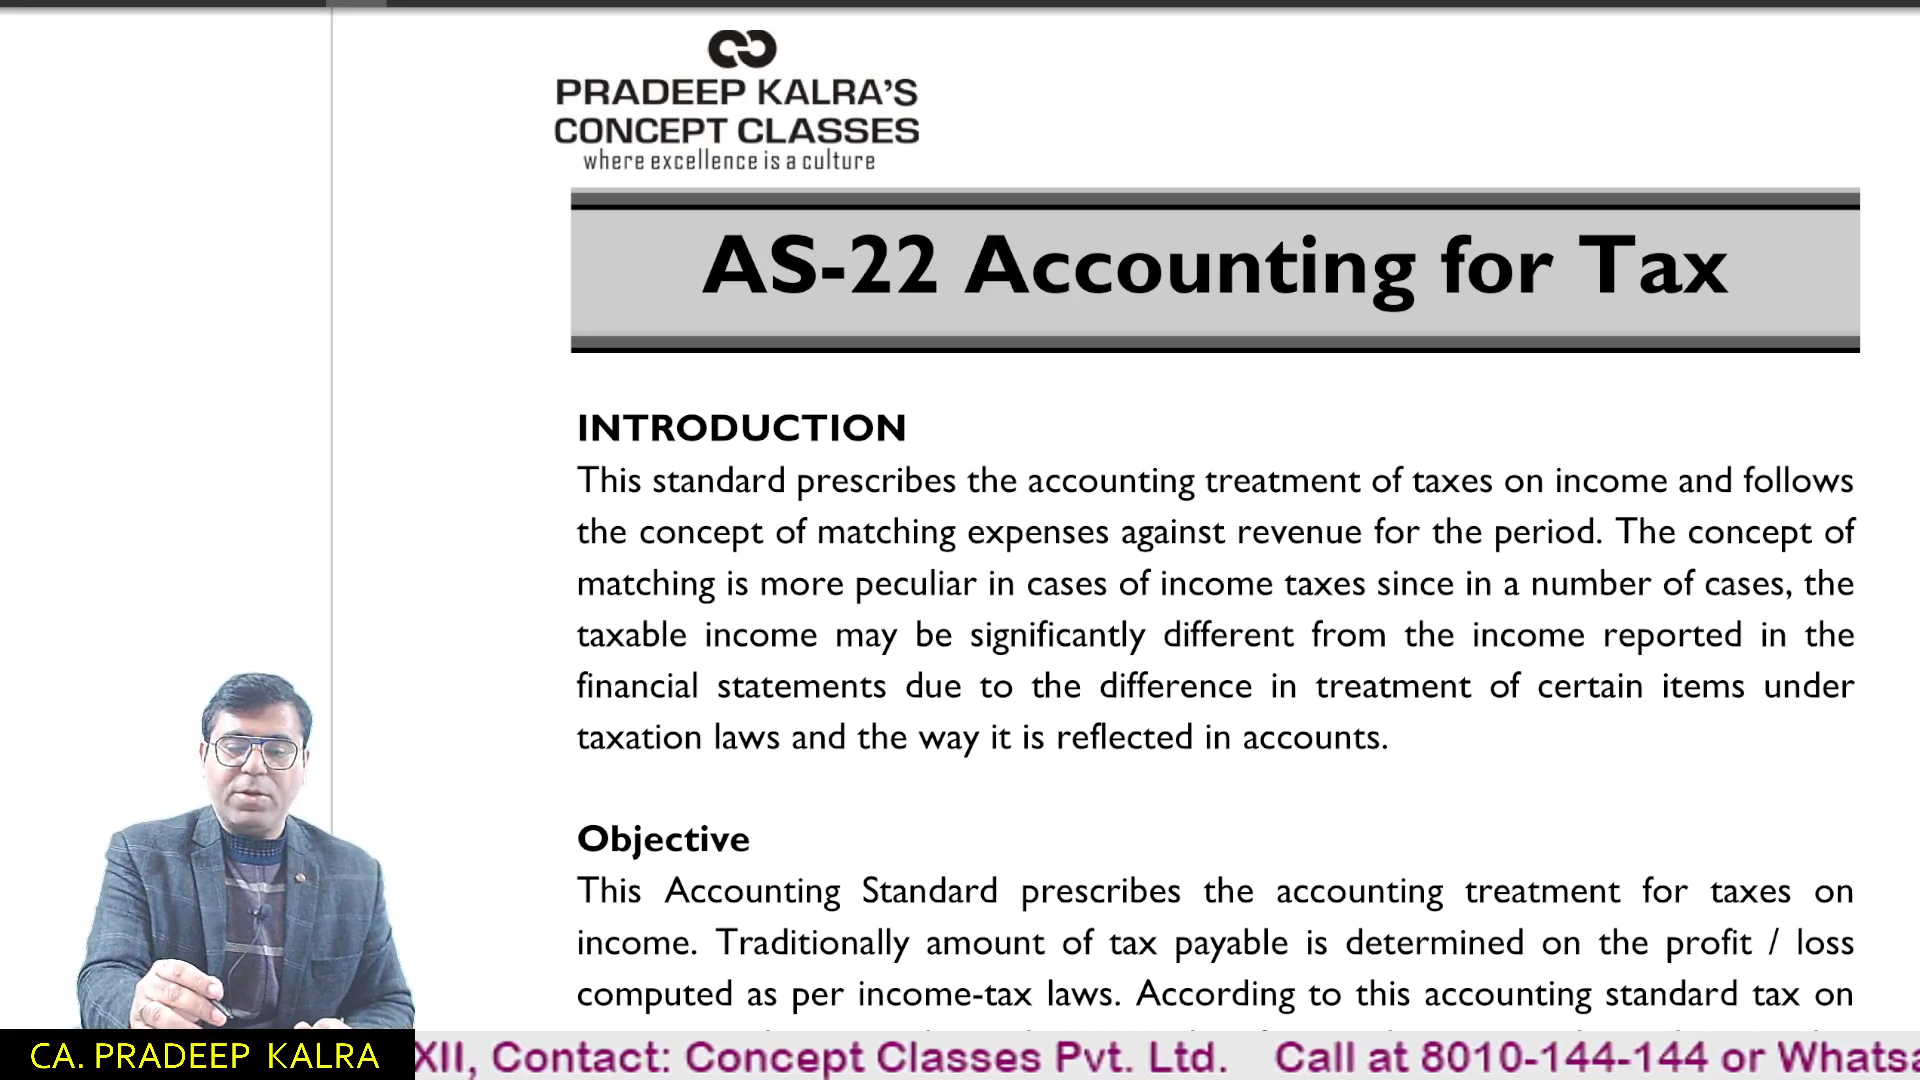 PRADEEP KALRA'S
CONCEPT CLASSES
where excellence is a culture
AS-22 Accounting for Tax
INTRODUCTION
This standard prescribes the accounting treatment of taxes on income and follows
the concept of matching expenses against revenue for the period. The concept of
matching is more peculiar in cases of income taxes since in a number of cases, the
taxable income may be significantly different from the income reported in the
financial statements due to the difference in treatment of certain items under
taxation laws and the way it is reflected in accounts.
Objective
This Accounting Standard prescribes the accounting treatment for taxes on
income. Traditionally amount of tax payable is determined on the profit / loss
computed as per income-tax laws. According to this accounting standard tax on
CA. PRADEEP KALRA
XII, Contact: Concept Classes Pvt. Ltd. Call at 8010-144-144 or Whatsa